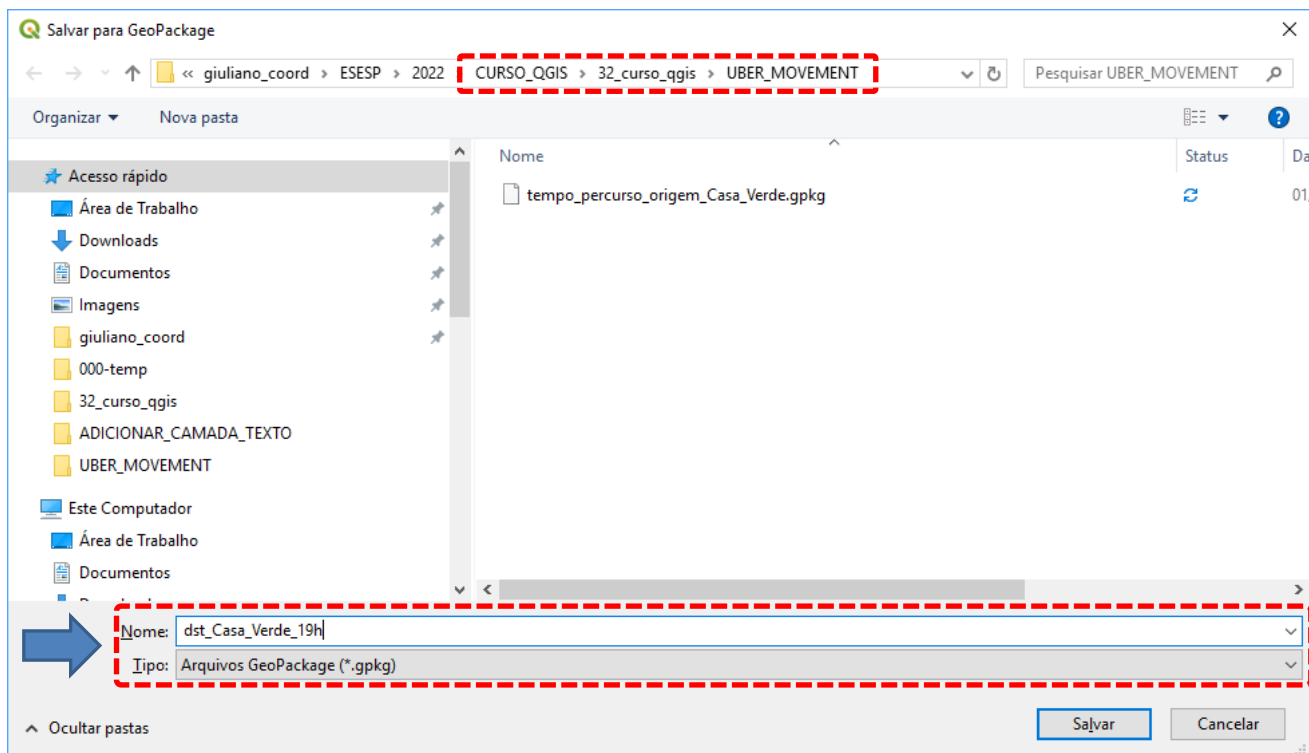 Salvar para GeoPackage
« giuliano_coord › ESESP › 2022 › CURSO_QGIS › 32_curso_qgis › UBER_MOVEMENT
Pesquisar UBER_MOVEMENT
Organizar
Nova pasta
Acesso rápido
Área de Trabalho
Downloads
Documentos
Imagens
giuliano_coord
000-temp
32_curso_qgis
ADICIONAR_CAMADA_TEXTO
UBER_MOVEMENT
Este Computador
Área de Trabalho
Documentos
Nome
Status
Da
tempo_percurso_origem_Casa_Verde.gpkg
01
Nome: dst_Casa_Verde_19h
Tipo: Arquivos GeoPackage (*.gpkg)
Ocultar pastas
Salvar
Cancelar